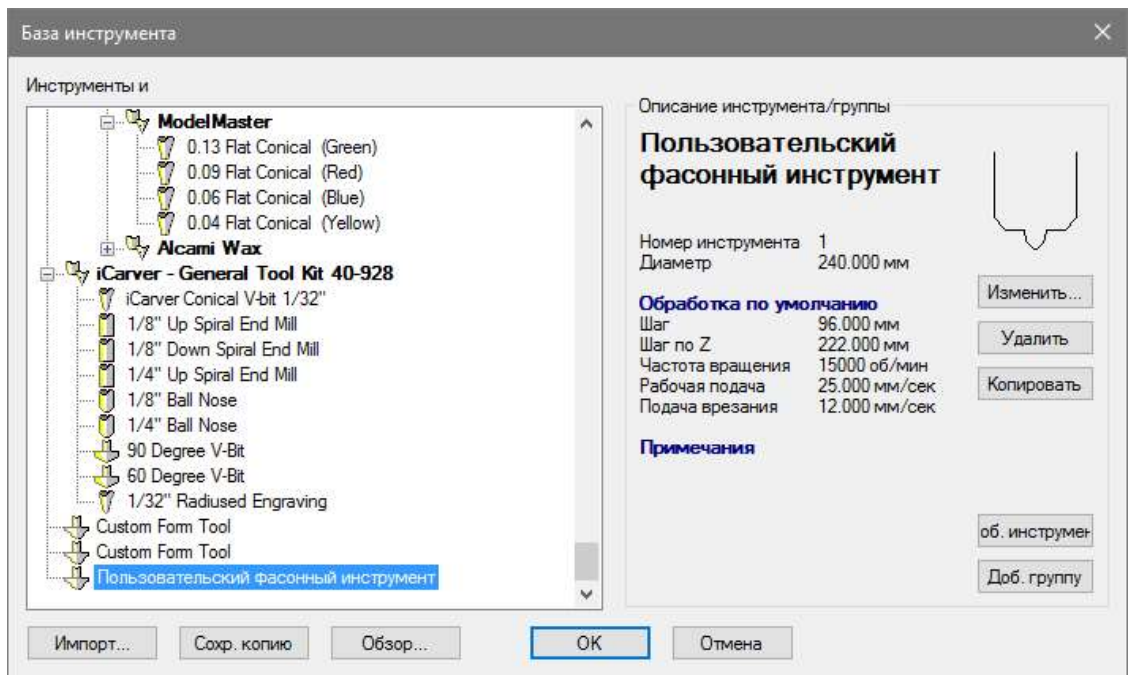 База инструмента
Инструменты и
ModelMaster
0.13 Flat Conical (Green)
0.09 Flat Conical (Red)
0.06 Flat Conical (Blue)
0.04 Flat Conical (Yellow)
Alcami Wax
iCarver - General Tool Kit 40-928
iCarver Conical V-bit 1/32"
1/8" Up Spiral End Mill
1/8" Down Spiral End Mill
1/4" Up Spiral End Mill
1/8" Ball Nose
1/4" Ball Nose
90 Degree V-Bit
60 Degree V-Bit
1/32" Radiused Engraving
Custom Form Tool
Custom Form Tool
Пользовательский фасонный инструмент
Описание инструмента/группы
Пользовательский
фасонный инструмент
Номер инструмента 1
Диаметр 240.000 мм
Обработка по умолчанию
Шаг 96.000 мм
Шаг по Z 222.000 мм
Частота вращения 15000 об/мин
Рабочая подача 25.000 мм/сек
Подача врезания 12.000 мм/сек
Примечания
Изменить...
Удалить
Копировать
об. инструмен
Доб. группу
Импорт... Сохр. копию Обзор... OK Отмена